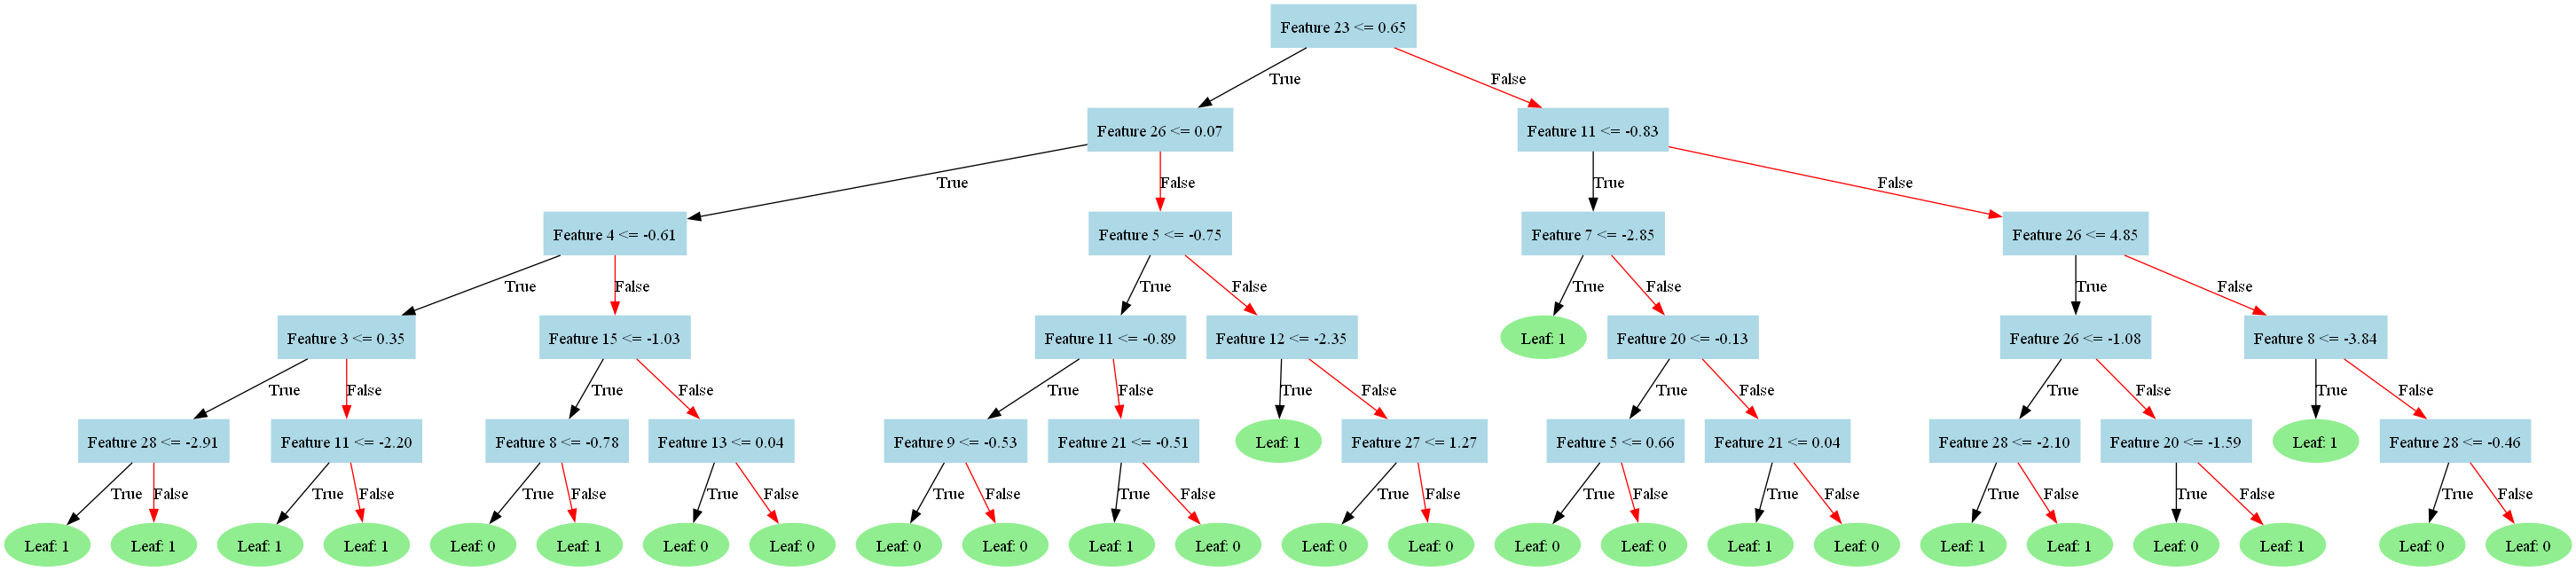 Feature 23 <= 0.65
True
False
Feature 26 <= 0.07
Feature 11 <= -0.83
True
False
True
False
Feature 4 <= -0.61
Feature 5 <= -0.75
Feature 7 <= -2.85
Feature 26 <= 4.85
True
False
True
False
True
False
True
False
Feature 3 <= 0.35
Feature 15 <= -1.03
Feature 11 <= -0.89
Feature 12 <= -2.35
Leaf: 1
Feature 20 <= -0.13
Feature 26 <= -1.08
Feature 8 <= -3.84
True
False
True
False
True
False
True
False
True
False
True
False
True
False
Feature 28 <= -2.91
Feature 11 <= -2.20
Feature 8 <= -0.78
Feature 13 <= 0.04
Feature 9 <= -0.53
Feature 21 <= -0.51
Leaf: 1
Feature 27 <= 1.27
Feature 5 <= 0.66
Feature 21 <= 0.04
Feature 28 <= -2.10
Feature 20 <= -1.59
Leaf: 1
Feature 28 <= -0.46
True
False
True
False
True
False
True
False
True
False
True
False
True
False
True
False
True
False
True
False
True
False
True
False
Leaf: 1
Leaf: 1
Leaf: 1
Leaf: 1
Leaf: 0
Leaf: 1
Leaf: 0
Leaf: 0
Leaf: 0
Leaf: 0
Leaf: 1
Leaf: 0
Leaf: 0
Leaf: 0
Leaf: 0
Leaf: 0
Leaf: 1
Leaf: 0
Leaf: 1
Leaf: 1
Leaf: 0
Leaf: 1
Leaf: 0
Leaf: 0